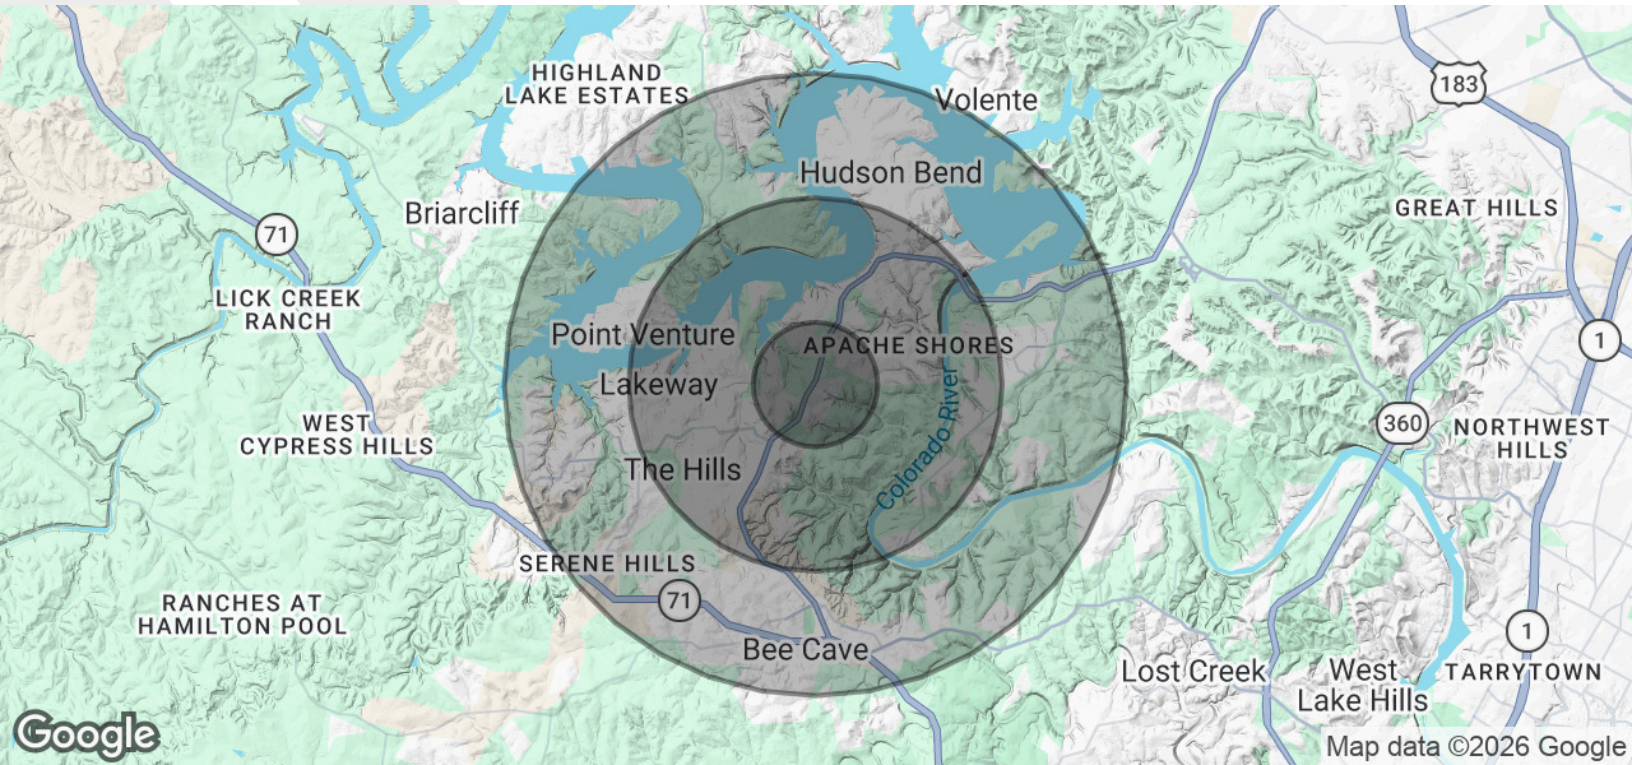 HIGHLAND
LAKE ESTATES
Volente
183
Hudson Bend
Briarcliff
GREAT HILLS
71
LICK CREEK
RANCH
Point Venture
APACHE SHORES
1
Lakeway
WEST
CYPRESS HILLS
Colorado River
360
NORTHWEST
HILLS
The Hills
SERENE HILLS
71
RANCHES AT
HAMILTON POOL
Bee Cave
1
Lost Creek
West
Lake Hills
TARRYTOWN
Google
Map data ©2026 Google